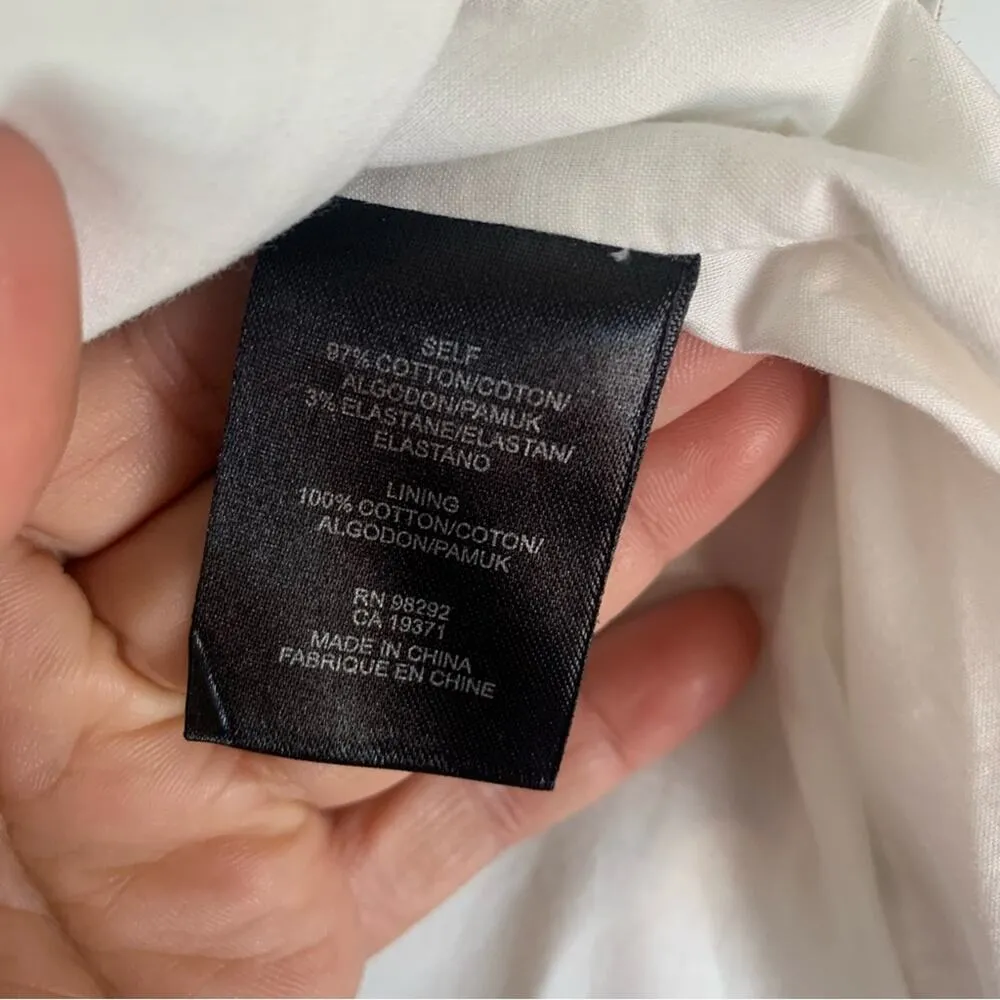 SELF
97% COTTON/COTON/
ALGODON/PAMUK
3% ELASTANE/ELASTAN/
ELASTANO
LINING
100% COTTON/COTON/
ALGODON/PAMUK
RN 98292
CA 19371
MADE IN CHINA
FABRIQUE EN CHINE